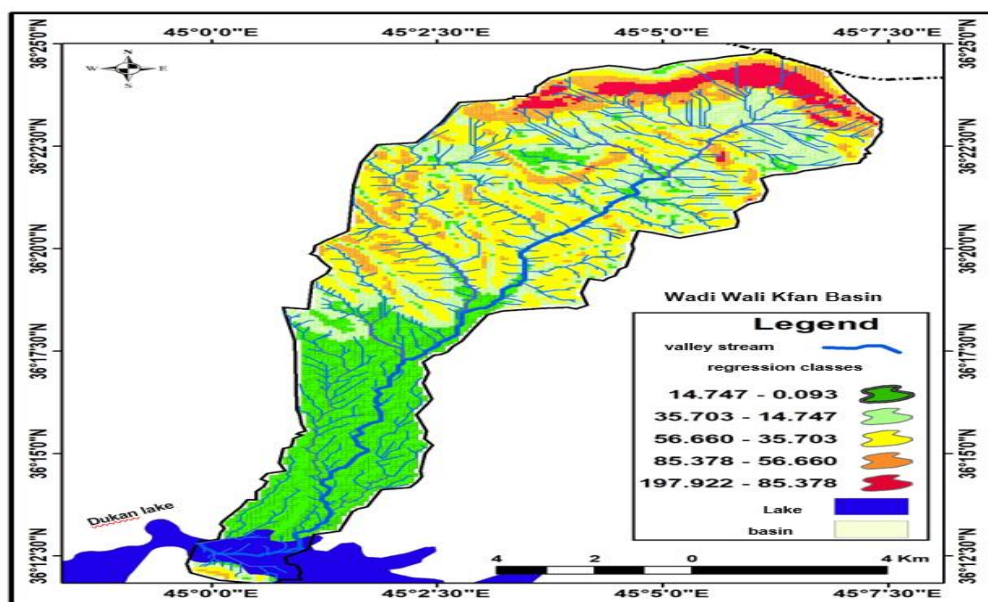 45°0'0"E 45°2'30"E 45°5'0"E 45°7'30"E
36°25'0"N 36°25'0"N
N
W E
S
36°22'30"N 36°22'30"N
36°20'0"N 36°20'0"N
Wadi Wali Kfan Basin
Legend
valley stream
regression classes
36°17'30"N 36°17'30"N
14.747 - 0.093
35.703 - 14.747
56.660 - 35.703
36°15'0"N 36°15'0"N
85.378 - 56.660
197.922 - 85.378
Lake
Dukan lake
basin
36°12'30"N 36°12'30"N
4 2 0 4 Km
45°0'0"E 45°2'30"E 45°5'0"E 45°7'30"E